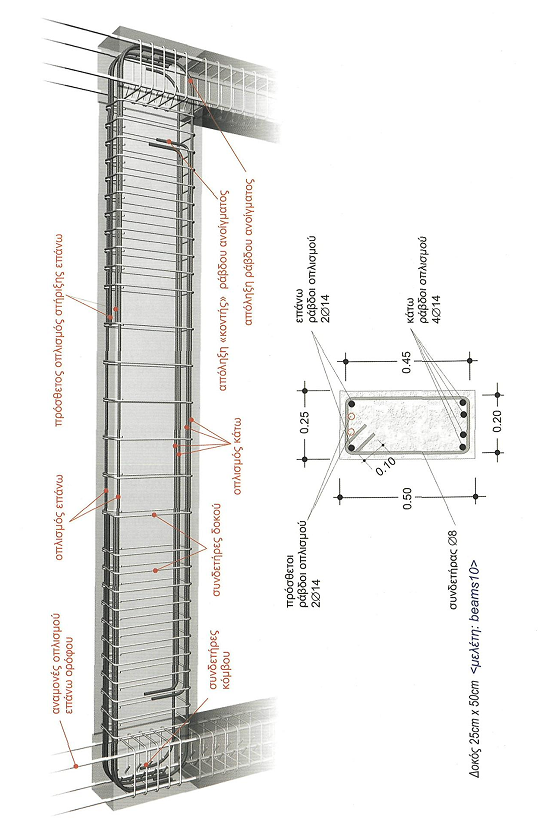 αναμονές οπλισμού
επάνω ορόφου
οπλισμός επάνω
πρόσθετος οπλισμός στήριξης επάνω
συνδετήρες
κόμβου
συνδετήρες δοκού
οπλισμός κάτω
απόληξη «κοντής» ράβδου ανοίγματος
απόληξη ράβδου ανοίγματος
πρόσθετοι
ράβδοι οπλισμού
2Ø14
επάνω
ράβδοι οπλισμού
2Ø14
0.25
0.45
0.10
0.50
0.20
συνδετήρας Ø8
κάτω
ράβδοι οπλισμού
4Ø14
Δοκός 25cm x 50cm <μελέτη: beams10>